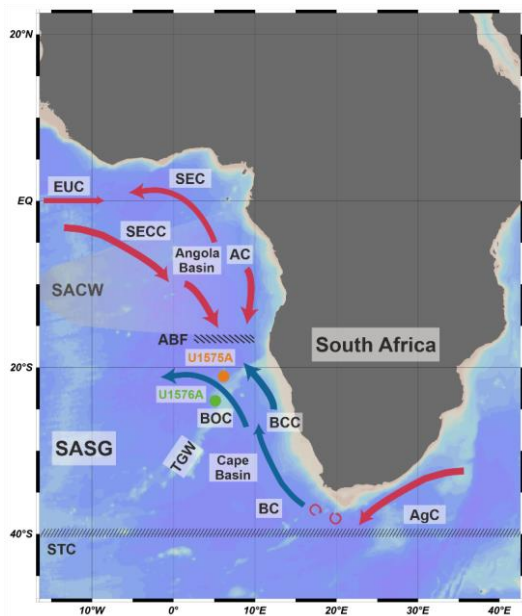 20°N
SEC
EUC
EQ
SECC
Angola
Basin
AC
SACW
ABF
South Africa
U1575A
20°S
U1576A
BOC
BCC
SASG
TGW
Cape
Basin
BC
AgC
40°S
STC
10°W
0°
10°E
20°E
30°E
40°E